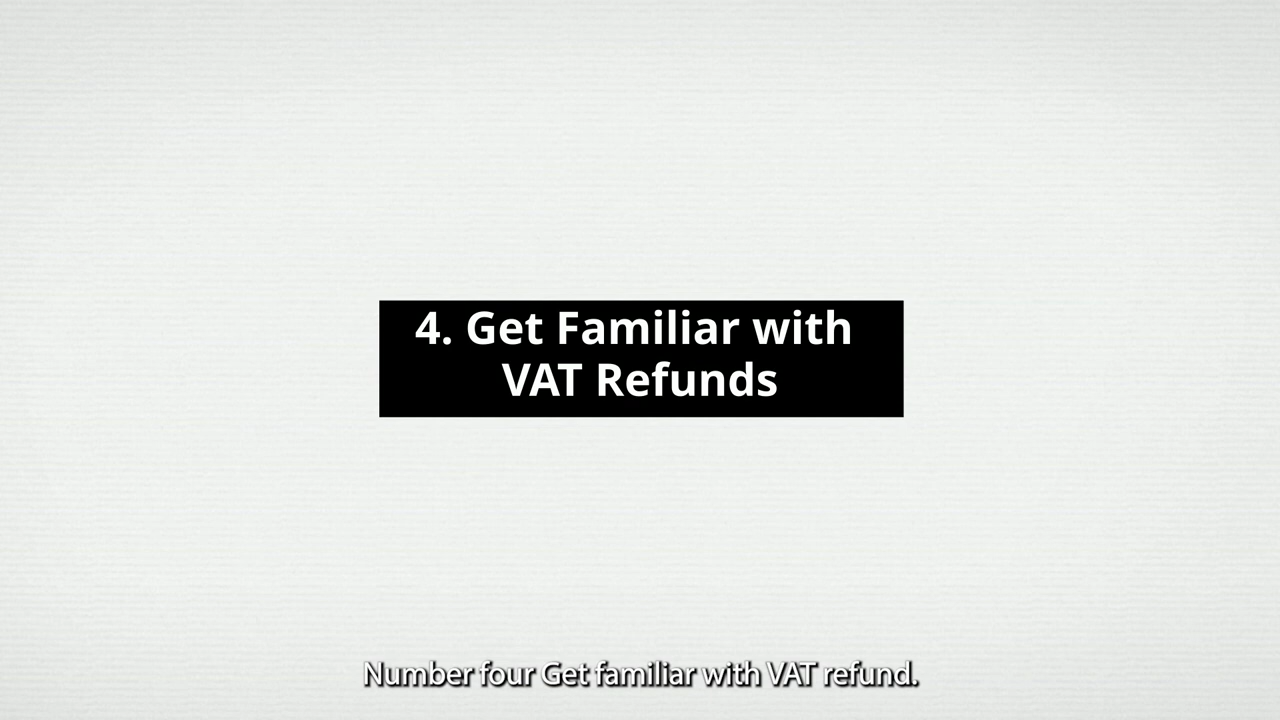 4. Get Familiar with
VAT Refunds
Number four Get familiar with VAT refund.